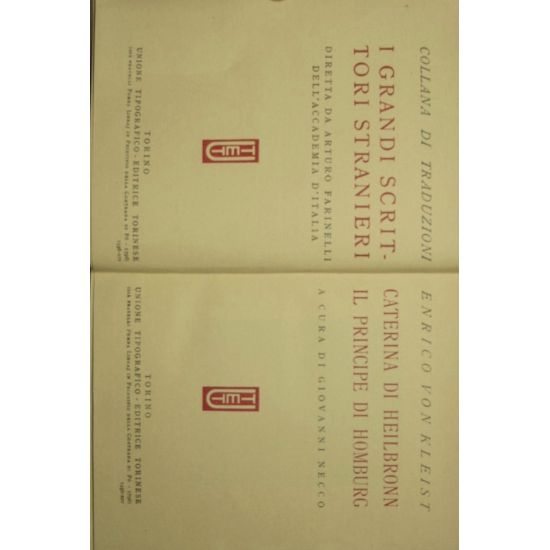 COLLANA DI TRADUZIONI
I GRANDI SCRIT-
TORI STRANIERI
DIRETTA DA ARTURO FARINELLI
DELL'ACCADEMIA D'ITALIA
UTET
TORINO
UNIONE TIPOGRAFICO - EDITRICE TORINESE
ENRICO VON KLEIST
CATERINA DI HEILBRONN
IL PRINCIPE DI HOMBURG
A CURA DI GIOVANNI NECCO
UTET
TORINO
UNIONE TIPOGRAFICO - EDITRICE TORINESE